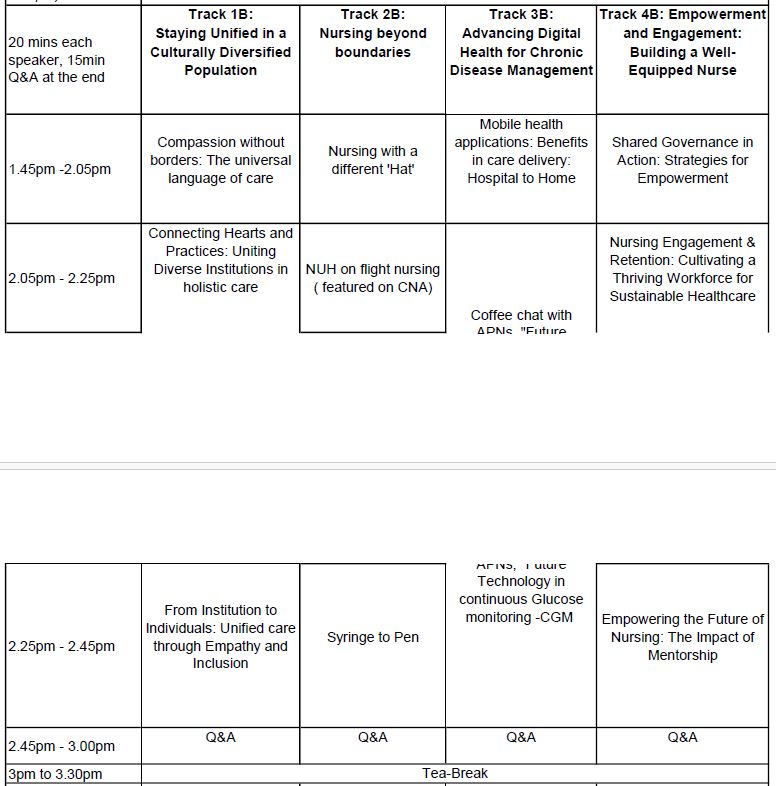 Track 1B:
Staying Unified in a
Culturally Diversified
Population
Track 2B:
Nursing beyond
boundaries
Track 3B:
Advancing Digital
Health for Chronic
Disease Management
Track 4B: Empowerment
and Engagement:
Building a Well-
Equipped Nurse
20 mins each
speaker, 15min
Q&A at the end
1.45pm -2.05pm
Compassion without
borders: The universal
language of care
Nursing with a
different 'Hat'
Mobile health
applications: Benefits
in care delivery:
Hospital to Home
Shared Governance in
Action: Strategies for
Empowerment
2.05pm - 2.25pm
Connecting Hearts and
Practices: Uniting
Diverse Institutions in
holistic care
NUH on flight nursing
( featured on CNA)
Coffee chat with
APNs, "Future
Nursing Engagement &
Retention: Cultivating a
Thriving Workforce for
Sustainable Healthcare
2.25pm - 2.45pm
From Institution to
Individuals: Unified care
through Empathy and
Inclusion
Syringe to Pen
APNs, "Future
Technology in
continuous Glucose
monitoring -CGM
Empowering the Future of
Nursing: The Impact of
Mentorship
2.45pm - 3.00pm
Q&A
Q&A
Q&A
Q&A
3pm to 3.30pm
Tea-Break